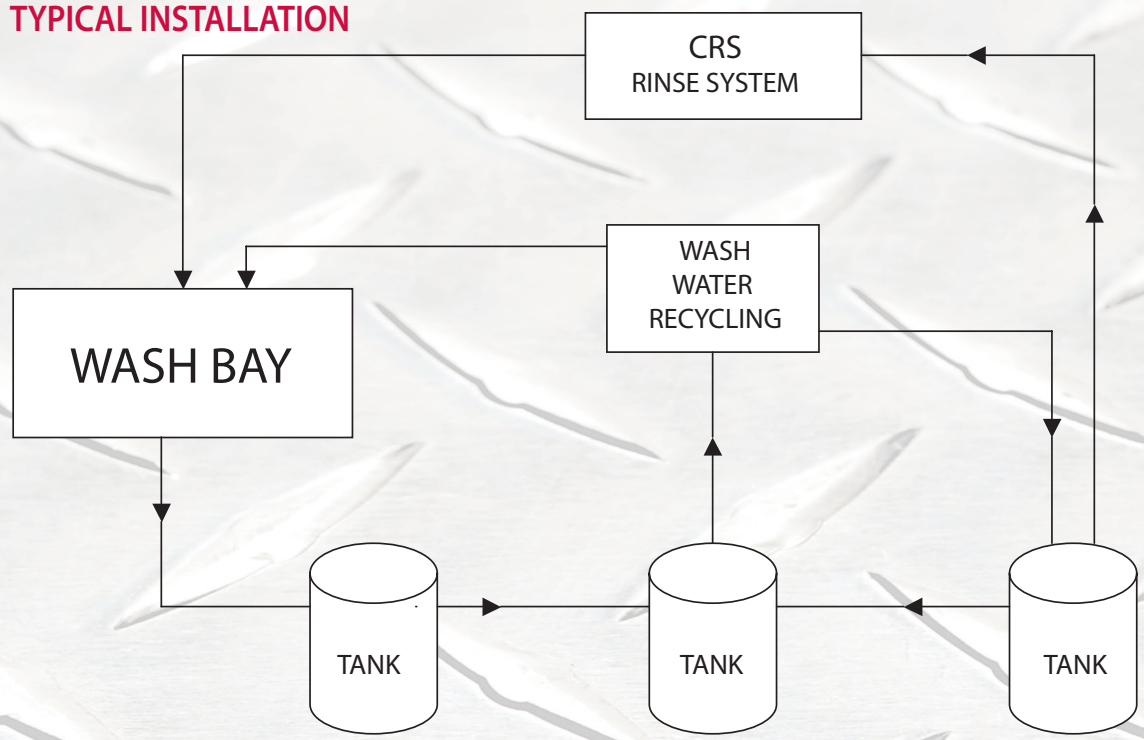 TYPICAL INSTALLATION
CRS
RINSE SYSTEM
WASH
WATER
RECYCLING
WASH BAY
TANK
TANK
TANK